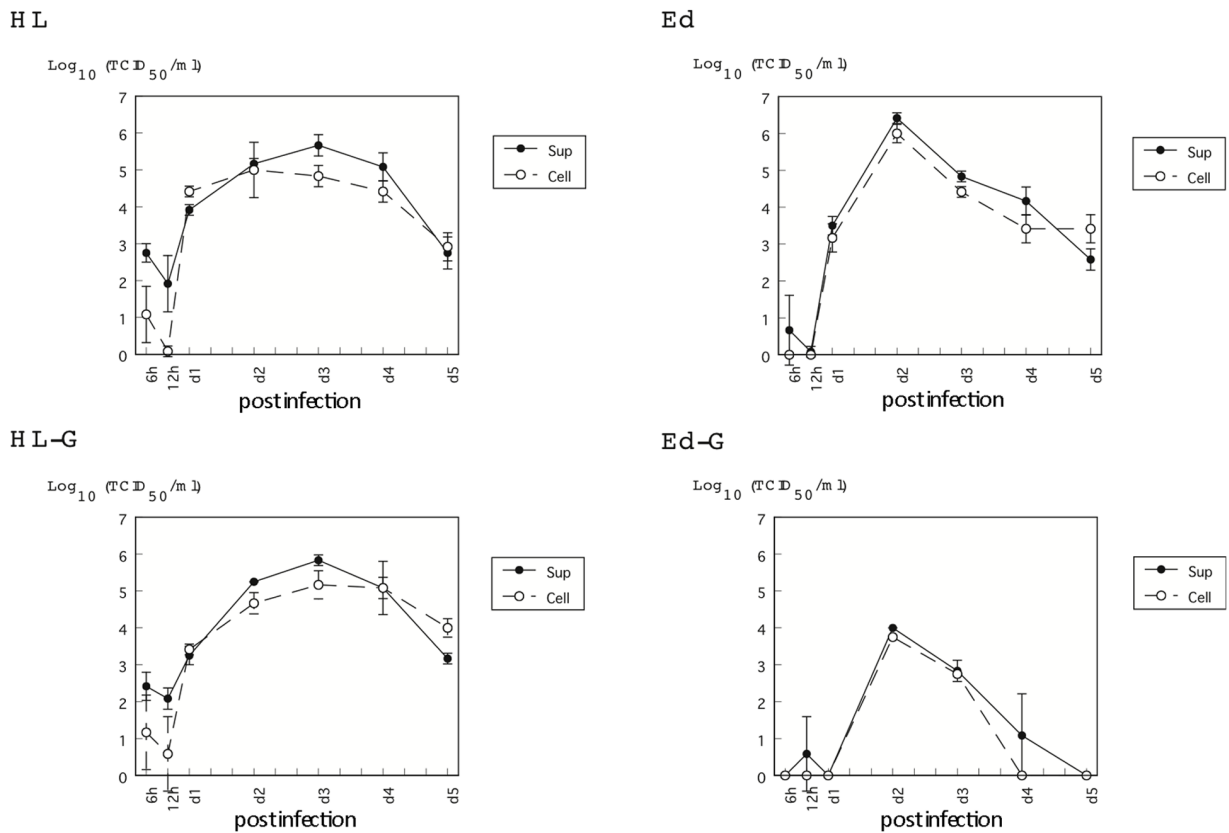 HL
Log10 (TCID50/ml)
7
6
5
4
3
2
1
0
Sup
Cell
6h 12h d1 d2 d3 d4 d5
postinfection
Ed
Log10 (TCID50/ml)
7
6
5
4
3
2
1
0
Sup
Cell
6h 12h d1 d2 d3 d4 d5
postinfection
HL-G
Log10 (TCID50/ml)
7
6
5
4
3
2
1
0
Sup
Cell
6h 12h d1 d2 d3 d4 d5
postinfection
Ed-G
Log10 (TCID50/ml)
7
6
5
4
3
2
1
0
Sup
Cell
6h 12h d1 d2 d3 d4 d5
postinfection